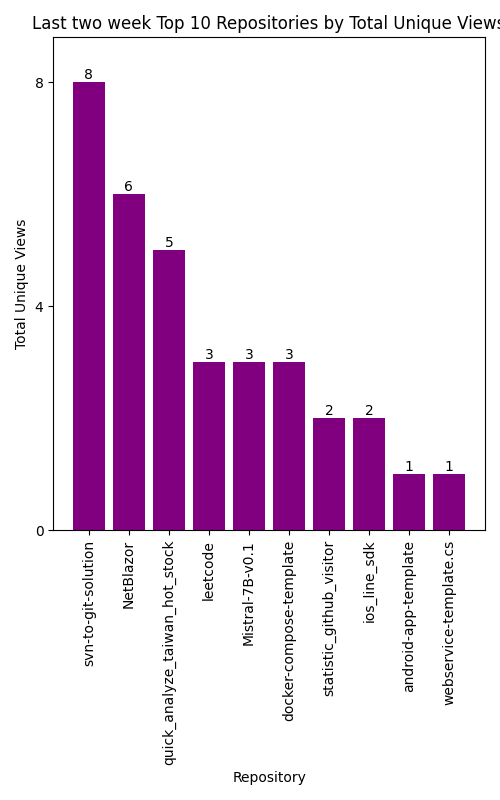 Last two week Top 10 Repositories by Total Unique Views
8
6
5
3
3
3
2
2
1
1
8
4
0
Total Unique Views
svn-to-git-solution
NetBlazor
quick_analyze_taiwan_hot_stock
leetcode
Mistral-7B-v0.1
docker-compose-template
statistic_github_visitor
ios_line_sdk
android-app-template
webservice-template.cs
Repository